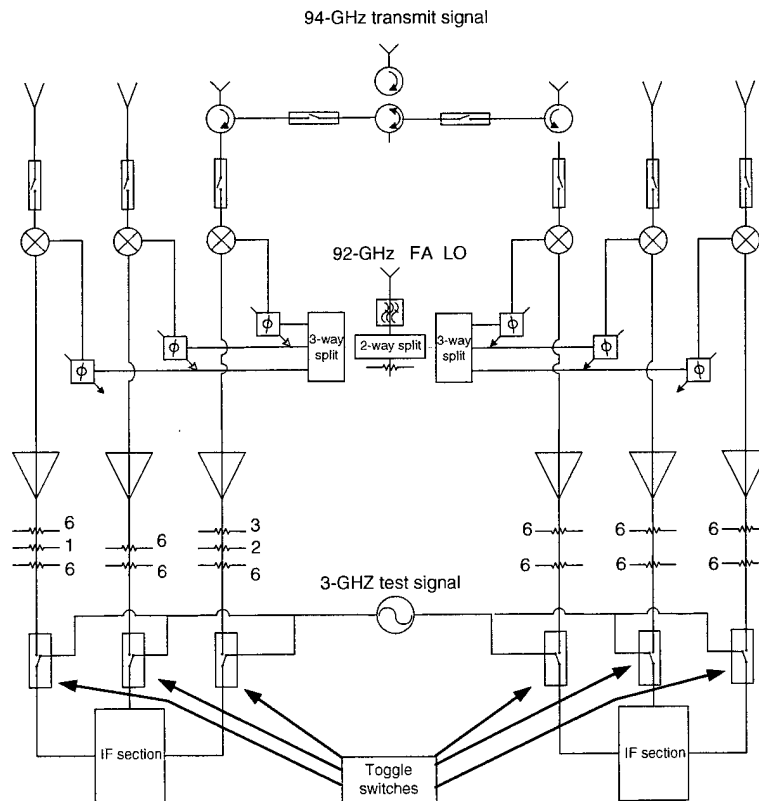 94-GHz transmit signal
92-GHz FA LO
ϕ
ϕ
3-way
split
2-way split
3-way
split
ϕ
ϕ
ϕ
ϕ
6
3
1
6
2
6
6
6
6
6
6
6
6
6
6
3-GHZ test signal
IF section
Toggle
switches
IF section